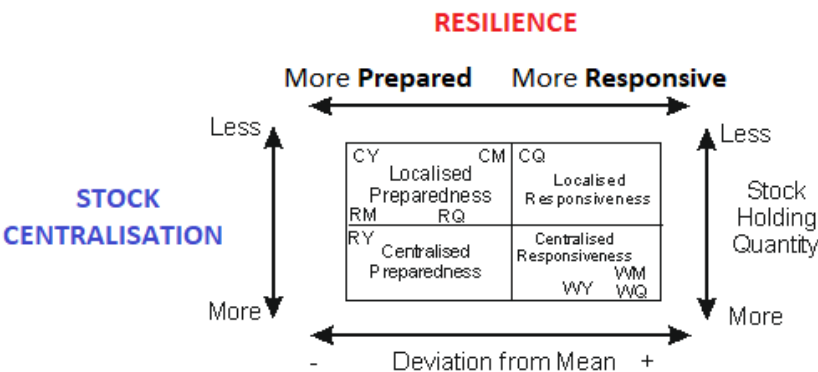 RESILIENCE
More Prepared More Responsive
Less
Less
CY CM CQ
Localised
Preparedness
Localised
Responsiveness
RM RQ
STOCK
CENTRALISATION
Stock
Holding
Quantity
RY
Centralised
Preparedness
Centralised
Responsiveness
WM
WY WQ
More
More
- Deviation from Mean +